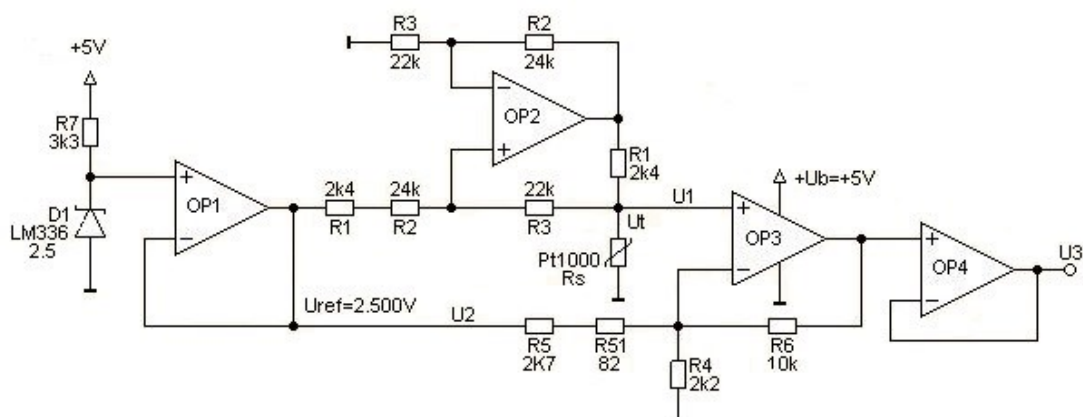 R3
22k
R2
24k
+5V
R7
3k3
D1
LM336
2.5
+
OP1
-
2k4
R1
24k
R2
-
OP2
+
R1
2k4
22k
R3
U1
Ut
Pt1000
Rs
+Ub=+5V
+
OP3
-
+
OP4
-
U3
Uref=2.500V
U2
R5
2K7
R51
82
R4
2k2
R6
10k